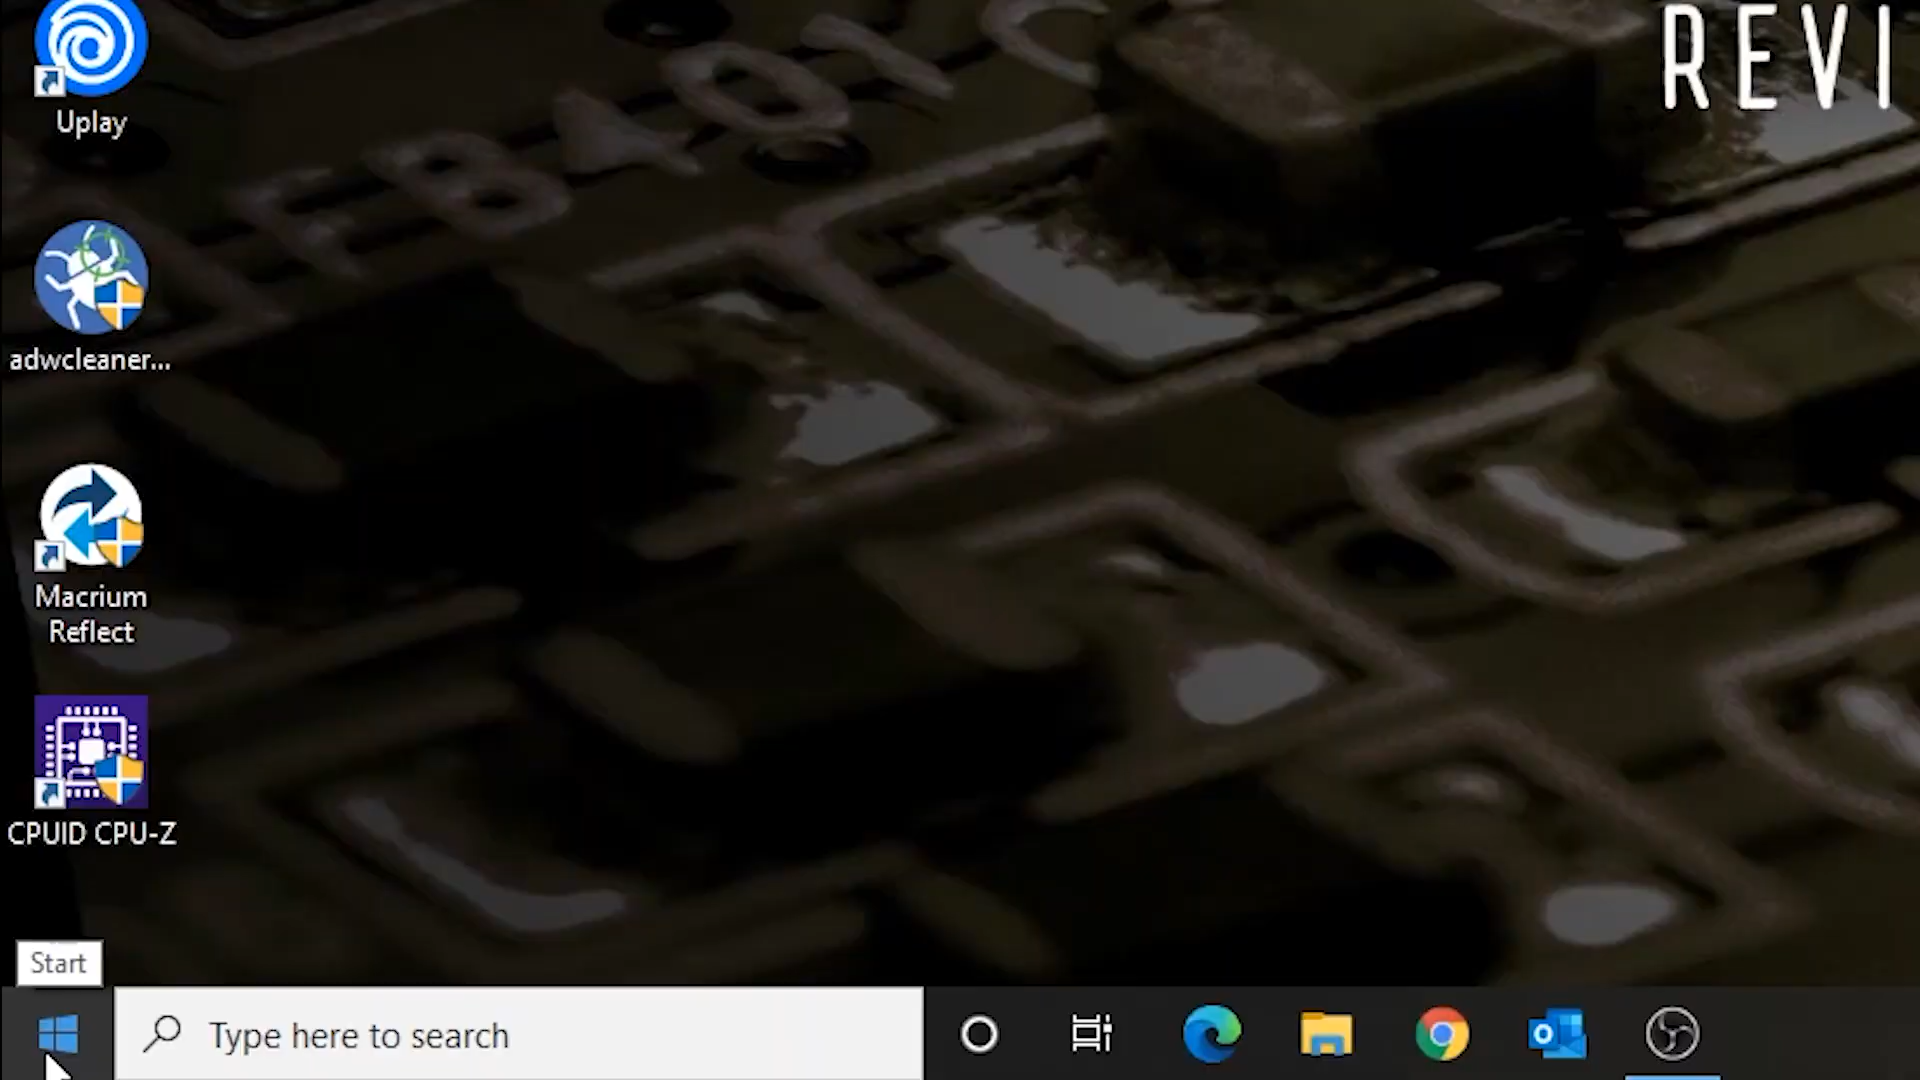 REVI
Uplay
adwcleaner...
Macrium
Reflect
CPUID CPU-Z
Start
Type here to search